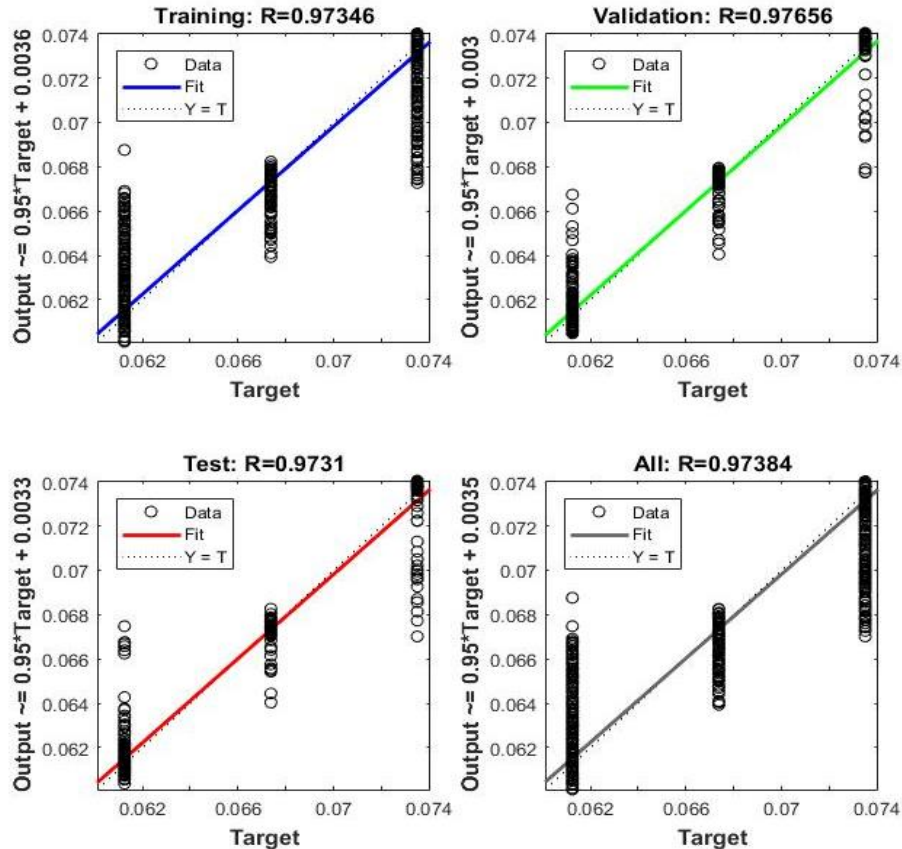 Training: R=0.97346
Output ~= 0.95*Target + 0.0036
0.074
0.072
0.07
0.068
0.066
0.064
0.062
Data
Fit
Y = T
0.062
0.066
0.07
0.074
Target
Validation: R=0.97656
Output ~= 0.95*Target + 0.003
0.074
0.072
0.07
0.068
0.066
0.064
0.062
Data
Fit
Y = T
0.062
0.066
0.07
0.074
Target
Test: R=0.9731
Output ~= 0.95*Target + 0.0033
0.074
0.072
0.07
0.068
0.066
0.064
0.062
Data
Fit
Y = T
0.062
0.066
0.07
0.074
Target
All: R=0.97384
Output ~= 0.95*Target + 0.0035
0.074
0.072
0.07
0.068
0.066
0.064
0.062
Data
Fit
Y = T
0.062
0.066
0.07
0.074
Target